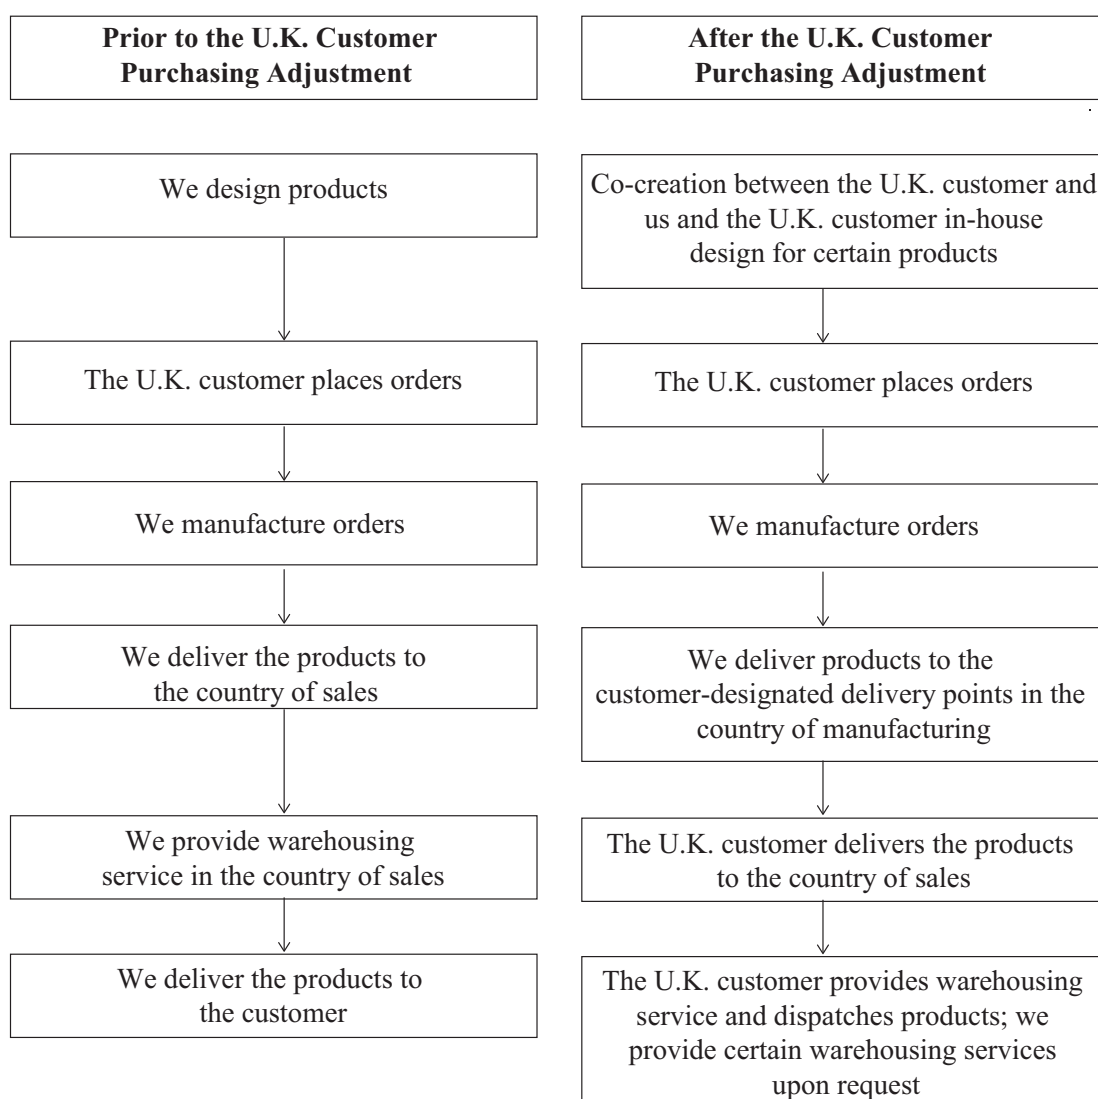 Prior to the U.K. Customer
Purchasing Adjustment
We design products
The U.K. customer places orders
We manufacture orders
We deliver the products to
the country of sales
We provide warehousing
service in the country of sales
We deliver the products to
the customer
After the U.K. Customer
Purchasing Adjustment
Co-creation between the U.K. customer and
us and the U.K. customer in-house
design for certain products
The U.K. customer places orders
We manufacture orders
We deliver products to the
customer-designated delivery points in the
country of manufacturing
The U.K. customer delivers the products
to the country of sales
The U.K. customer provides warehousing
service and dispatches products; we
provide certain warehousing services
upon request